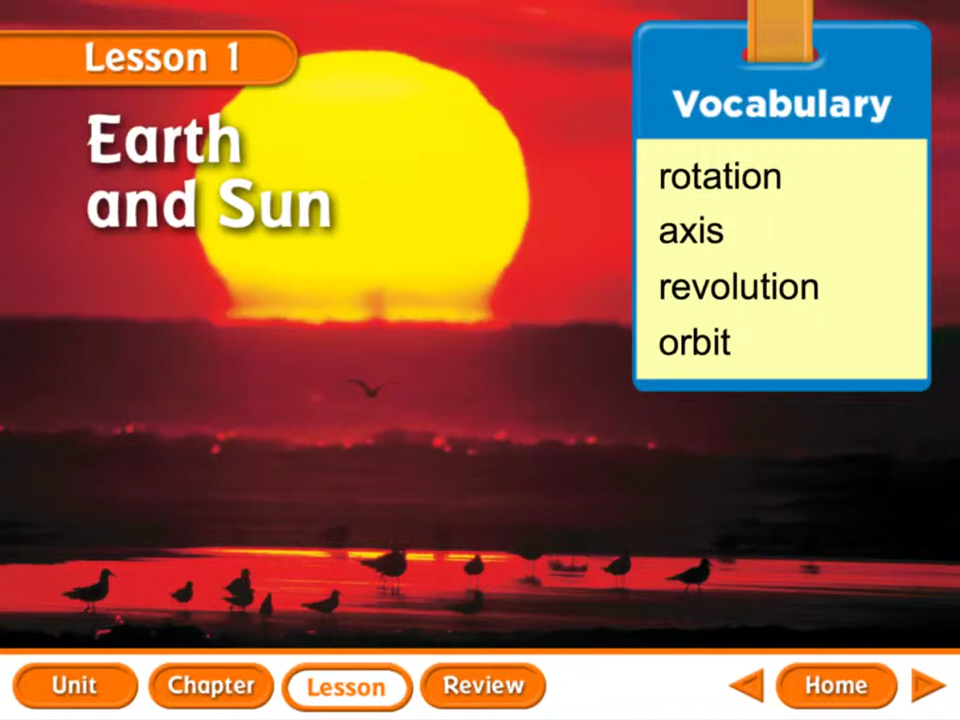 Lesson 1
Earth
and Sun
Vocabulary
rotation
axis
revolution
orbit
Unit
Chapter
Lesson
Review
Home